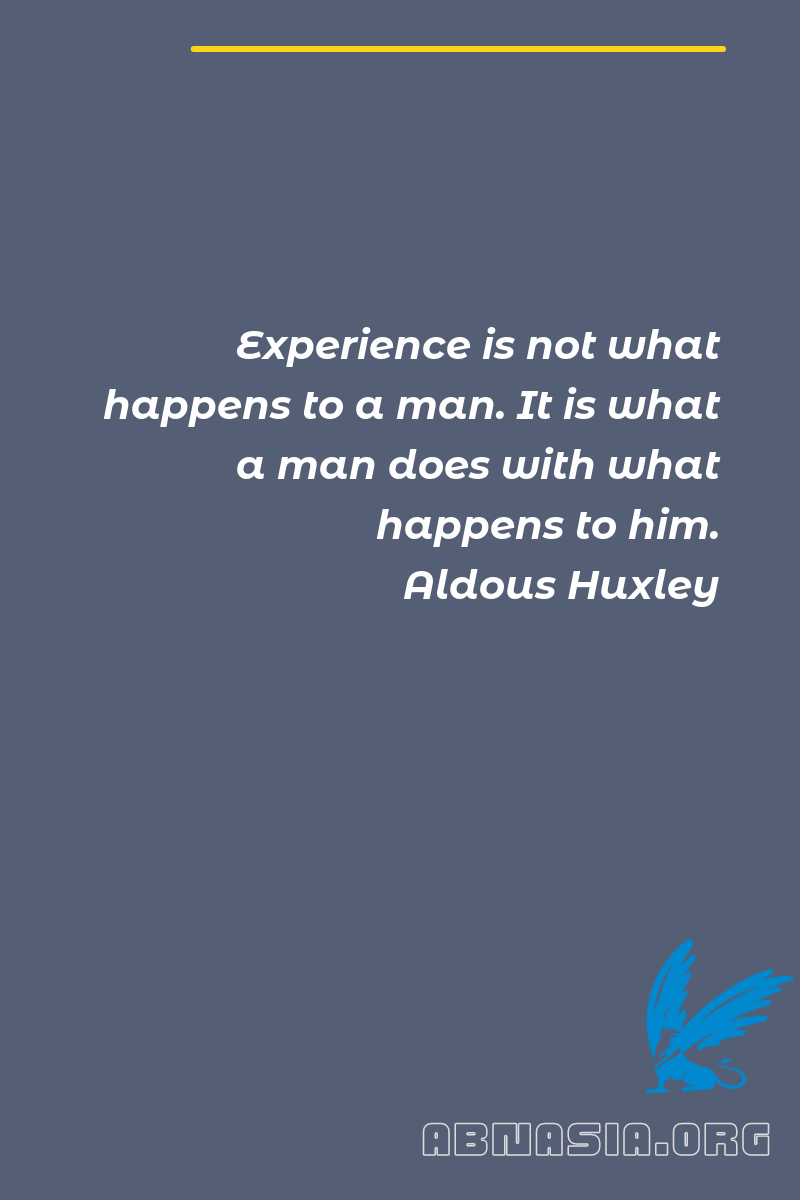 Experience is not what
happens to a man. It is what
a man does with what
happens to him.
Aldous Huxley
ABNASIA.ORG